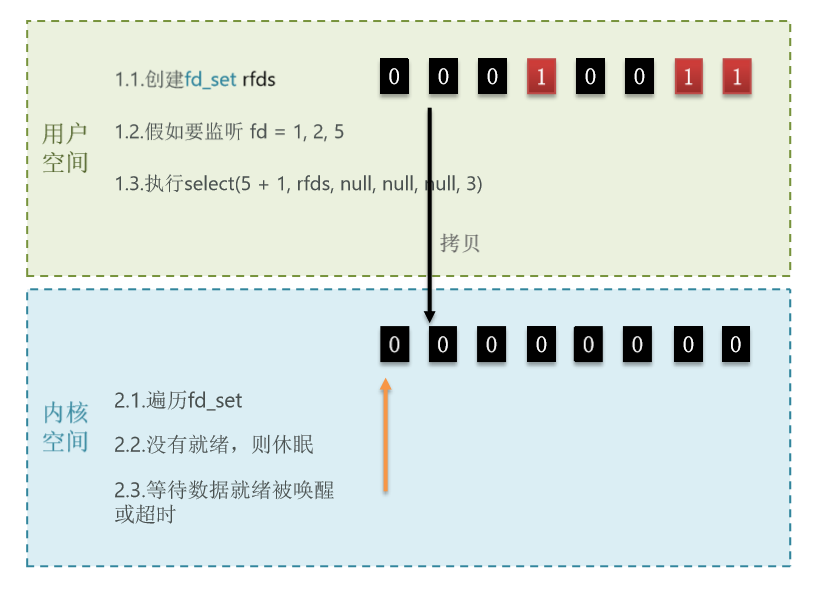 1.1.创建fd_set rfds
0 0 0 1 0 0 1 1
1.2.假如要监听 fd = 1, 2, 5
用户
空间
1.3.执行select(5 + 1, rfds, null, null, null, 3)
拷贝
0 0 0 0 0 0 0 0
2.1.遍历fd_set
内核
空间
2.2.没有就绪，则休眠
2.3.等待数据就绪被唤醒
或超时